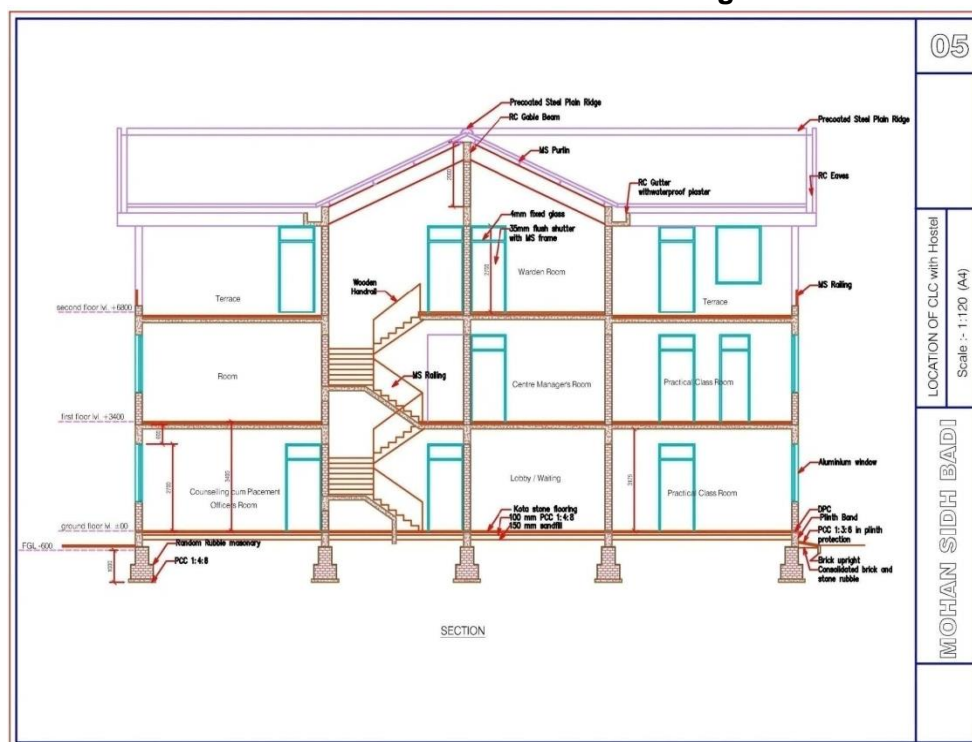 g
05
Precoated Steel Plain Ridge
RC Gable Beam
Precoated Steel Plain Ridge
MS Purlin
RC Gutter
withwaterproof plaster
RC Eaves
4mm fixed glass
35mm flush shutter
with MS frame
Warden Room
Wooden
Handrail
Terrace
Terrace
MS Railing
second floor lvl. +6800
Room
MS Railing
Centre Managers Room
Practical Class Room
first floor lvl. +3400
Aluminium window
Counselling cum Placement
Officers Room
Lobby / Waiting
Practical Class Room
Kota stone flooring
100 mm PCC 1:4:8
150 mm sandfill
DPC
Plinth Band
PCC 1:3:6 in plinth
protection
ground floor lvl. ±00
FGL -600
Random Rubble masonary
PCC 1:4:8
Brick upright
Consolidated brick and
stone rubble
SECTION
LOCATION OF CLC with Hostel
Scale :- 1:120 (A4)
MOHAN SIDH BADI